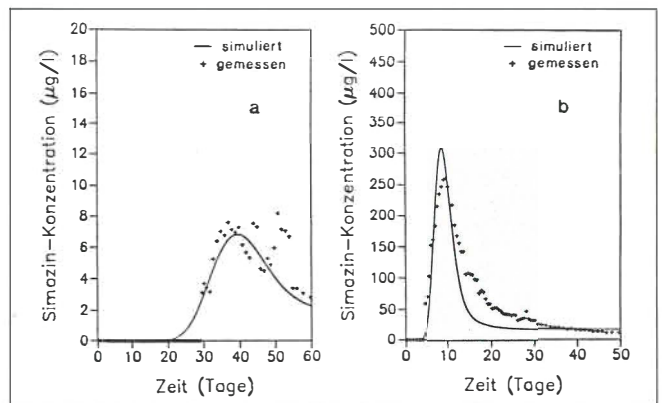 Simazin-Konzentration (µg/l)
20
18
16
14
12
10
8
6
4
2
0
0 10 20 30 40 50 60
Zeit (Tage)
simuliert
gemessen
a
Simazin-Konzentration (µg/l)
500
450
400
350
300
250
200
150
100
50
0
0 10 20 30 40 50
Zeit (Tage)
simuliert
gemessen
b